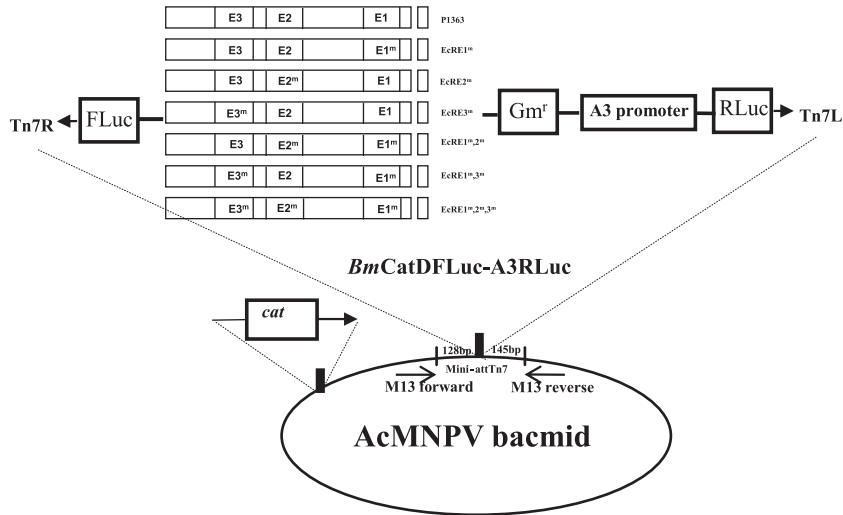 E3 E2 E1 P1363
E3 E2 E1ᵐ EcRE1ᵐ
E3 E2ᵐ E1 EcRE2ᵐ
Tn7R FLuc E3ᵐ E2 E1 EcRE3ᵐ Gmʳ A3 promoter RLuc Tn7L
E3 E2ᵐ E1ᵐ EcRE1ᵐ,2ᵐ
E3ᵐ E2 E1ᵐ EcRE1ᵐ,3ᵐ
E3ᵐ E2ᵐ E1ᵐ EcRE1ᵐ,2ᵐ,3ᵐ
BmCatDFLuc-A3RLuc
cat
128bp 145bp
Mini-attTn7
M13 forward M13 reverse
AcMNPV bacmid